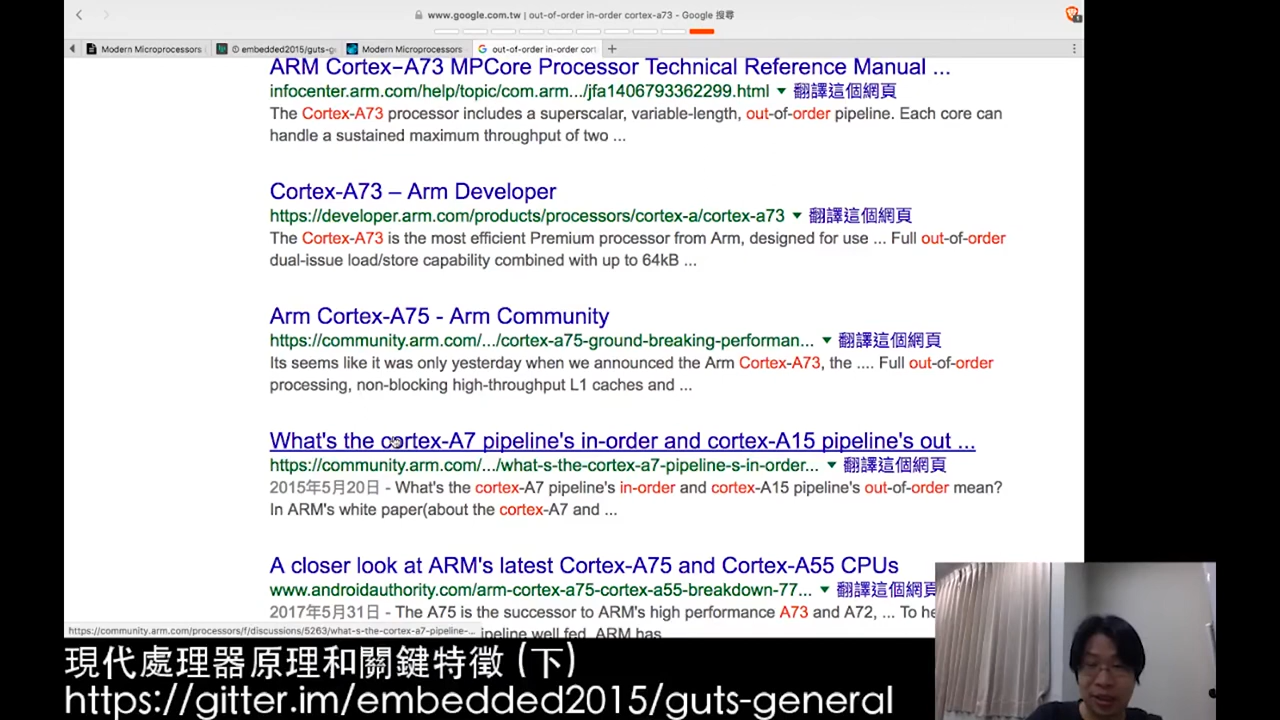 www.google.com.tw | out-of-order in-order cortex-a73 - Google 搜尋
Modern Microprocessors
embedded2015/guts-g
Modern Microprocessors
out-of-order in-order cort
ARM Cortex-A73 MPCore Processor Technical Reference Manual ...
infocenter.arm.com/help/topic/com.arm.../jfa1406793362299.html ▼ 翻譯這個網頁
The Cortex-A73 processor includes a superscalar, variable-length, out-of-order pipeline. Each core can
handle a sustained maximum throughput of two ...
Cortex-A73 – Arm Developer
https://developer.arm.com/products/processors/cortex-a/cortex-a73 ▼ 翻譯這個網頁
The Cortex-A73 is the most efficient Premium processor from Arm, designed for use ... Full out-of-order
dual-issue load/store capability combined with up to 64kB ...
Arm Cortex-A75 - Arm Community
https://community.arm.com/.../cortex-a75-ground-breaking-performan... ▼ 翻譯這個網頁
Its seems like it was only yesterday when we announced the Arm Cortex-A73, the .... Full out-of-order
processing, non-blocking high-throughput L1 caches and ...
What's the cortex-A7 pipeline's in-order and cortex-A15 pipeline's out ...
https://community.arm.com/.../what-s-the-cortex-a7-pipeline-s-in-order... ▼ 翻譯這個網頁
2015年5月20日 - What's the cortex-A7 pipeline's in-order and cortex-A15 pipeline's out-of-order mean?
In ARM's white paper(about the cortex-A7 and ...
A closer look at ARM's latest Cortex-A75 and Cortex-A55 CPUs
www.androidauthority.com/arm-cortex-a75-cortex-a55-breakdown-77... ▼ 翻譯這個網頁
2017年5月31日 - The A75 is the successor to ARM's high performance A73 and A72, ... To he
https://community.arm.com/processors/f/discussions/5263/what-s-the-cortex-a7-pipeline-...
pipeline well fed. ARM has
現代處理器原理和關鍵特徵 (下)
https://gitter.im/embedded2015/guts-general